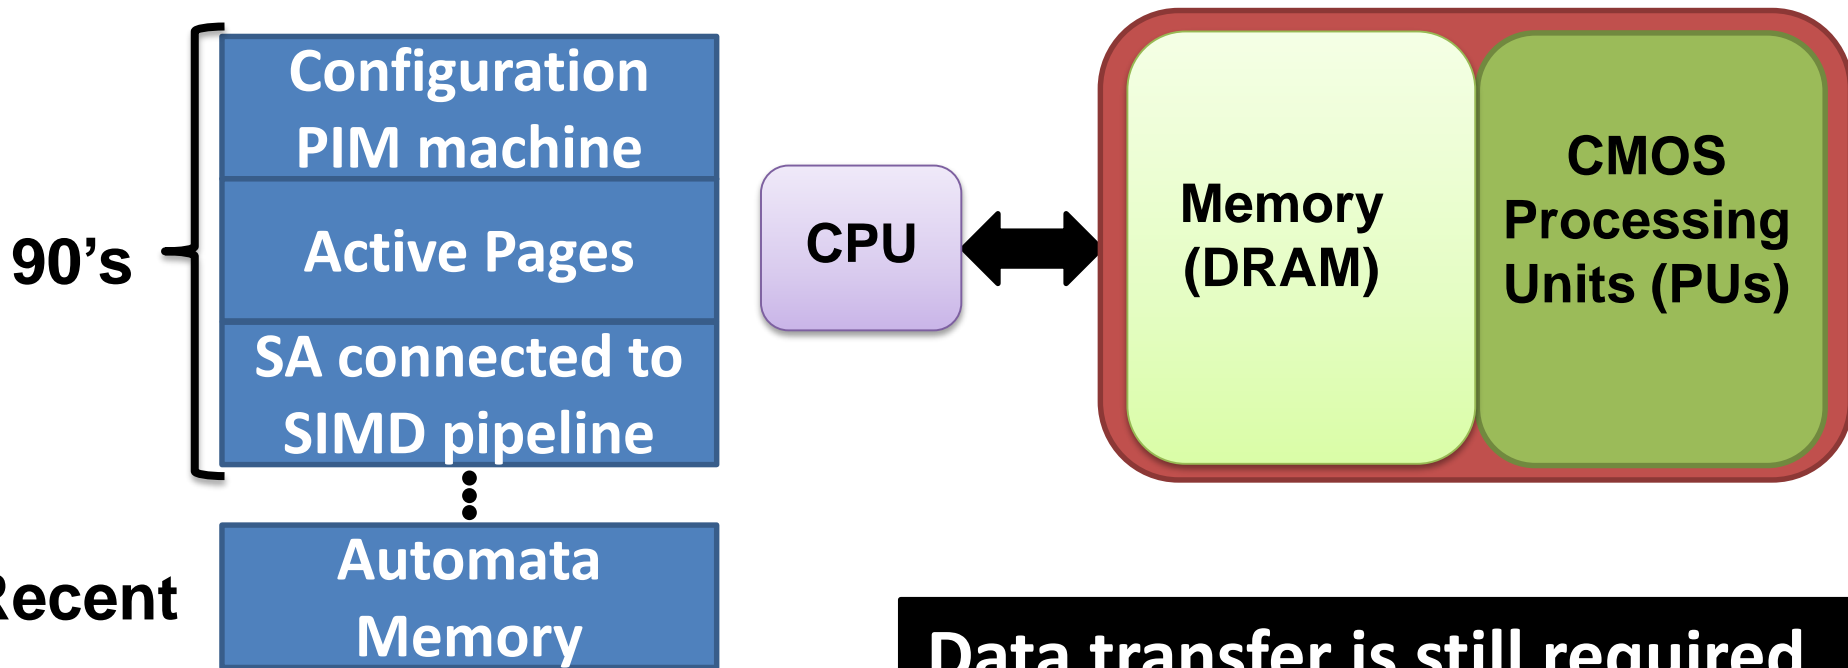 90's
Configuration
PIM machine
Active Pages
SA connected to
SIMD pipeline
Recent
Automata
Memory
CPU
Memory
(DRAM)
CMOS
Processing
Units (PUs)
Data transfer is still required